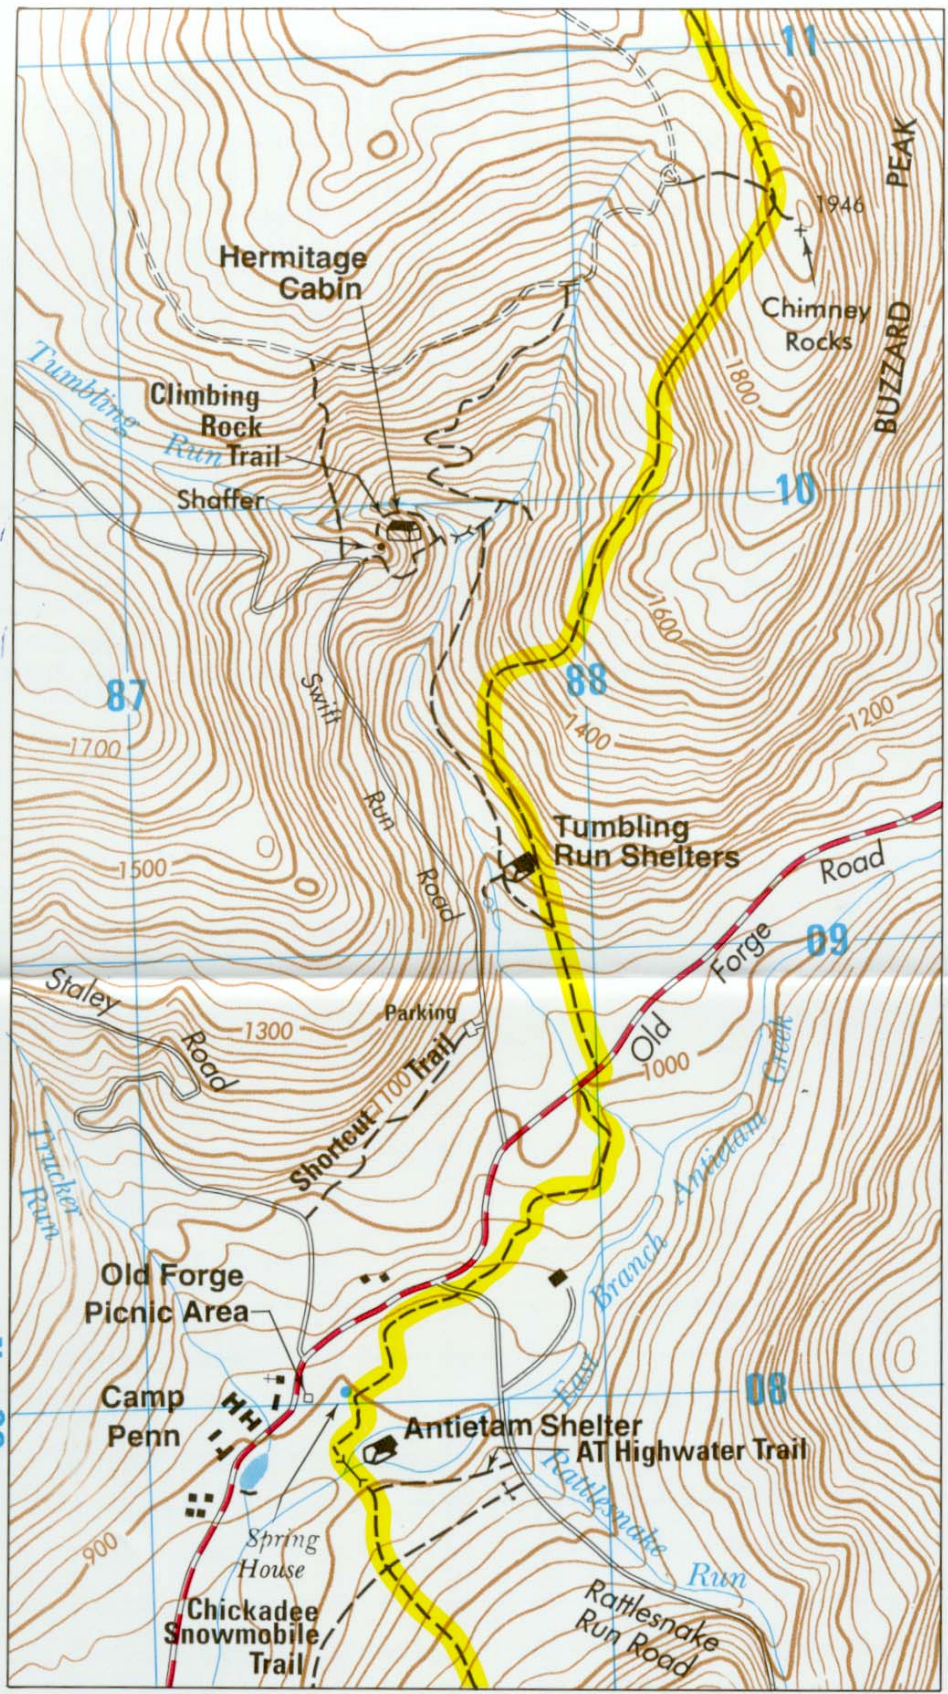 11
PEAK
1946
Hermitage
Cabin
Chimney
Rocks
BUZZARD
Tumbling
Run
1800
Climbing
Rock
Trail
Shaffer
10
1600
87
88
Swift
Run
Road
1700
1400
1200
1500
Tumbling
Run Shelters
Old
Forge
Road
09
Staley
Road
1300
Parking
Shortcut
Trail
1100
1000
Antietam
Creek
East
Branch
Trucker
Run
Old Forge
Picnic Area
08
Camp
Penn
Antietam Shelter
AT Highwater Trail
Rattlesnake
Run
900
Spring
House
Rattlesnake
Run Road
Chickadee
Snowmobile
Trail